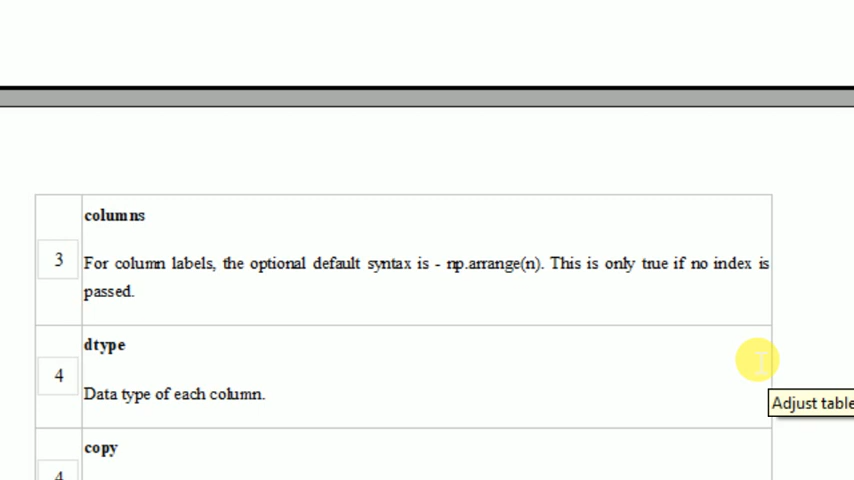 columns
3
For column labels, the optional default syntax is - np.arrange(n). This is only true if no index is
passed.
dtype
4
Data type of each column.
Adjust table
copy
4